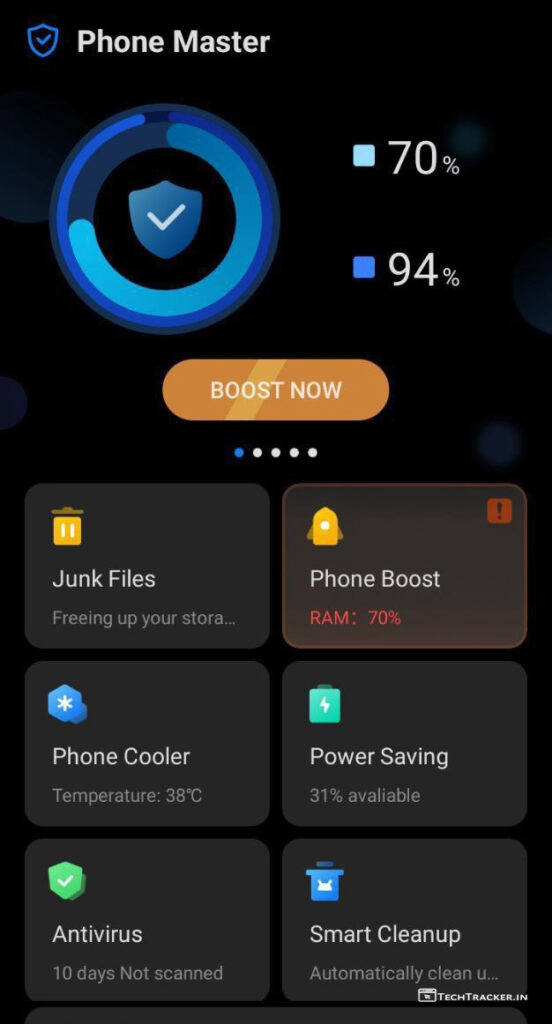 Phone Master
70%
94%
BOOST NOW
Junk Files
Freeing up your stora...
Phone Boost
RAM: 70%
Phone Cooler
Temperature: 38℃
Power Saving
31% avaliable
Antivirus
10 days Not scanned
Smart Cleanup
Automatically clean u...
TECHTRACKER.IN